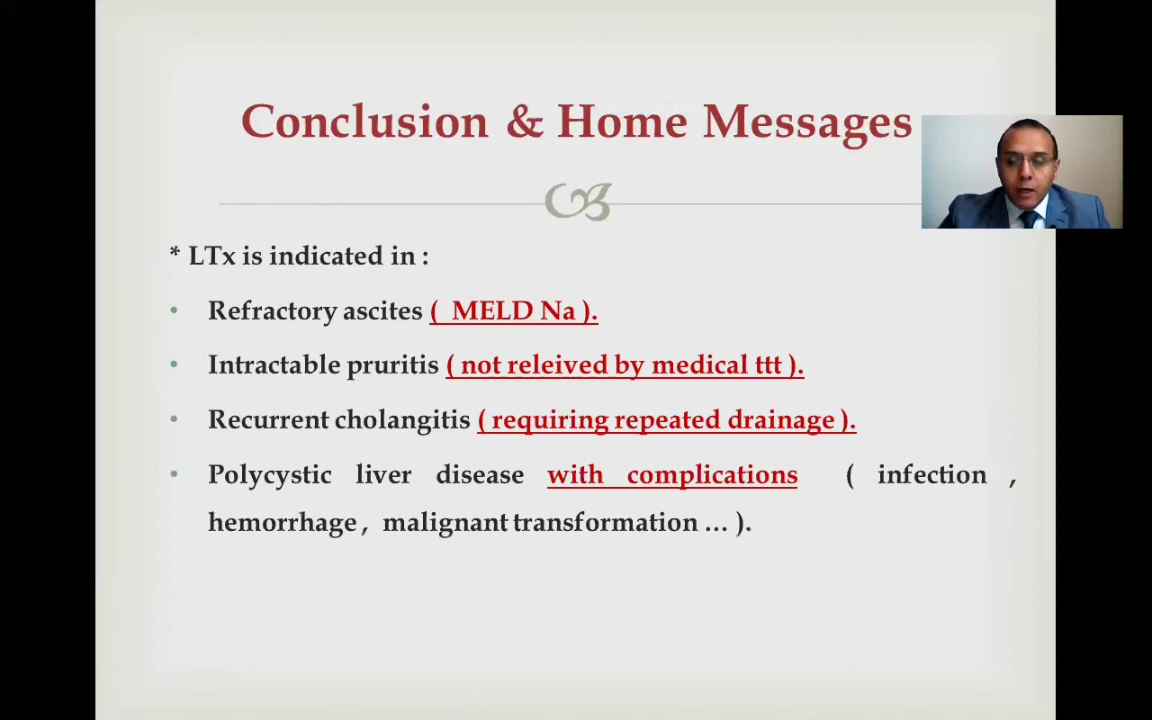 Conclusion & Home Messages
* LTx is indicated in :
• Refractory ascites ( MELD Na ).
• Intractable pruritis ( not releived by medical ttt ).
• Recurrent cholangitis ( requiring repeated drainage ).
• Polycystic liver disease with complications ( infection ,
hemorrhage , malignant transformation ... ).